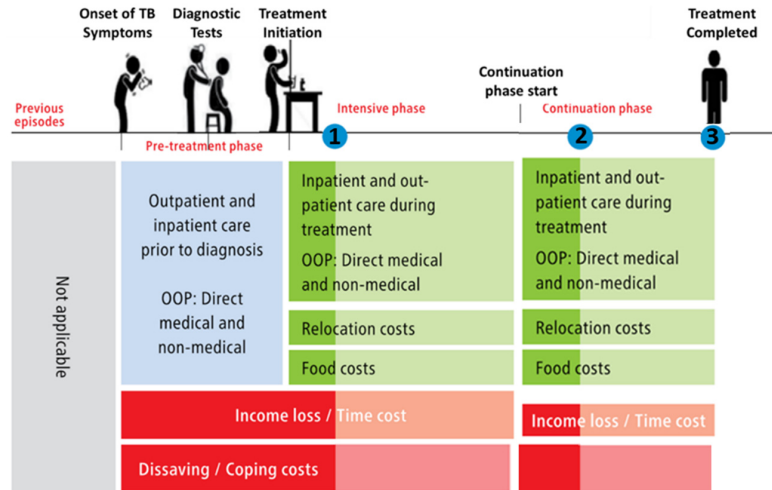 Onset of TB
Symptoms
Diagnostic
Tests
Treatment
Initiation
Treatment
Completed
Continuation
phase start
Previous
episodes
Intensive phase
Continuation phase
1
2
3
Pre-treatment phase
Not applicable
Outpatient and
inpatient care
prior to diagnosis
OOP: Direct
medical and
non-medical
Inpatient and out-
patient care during
treatment
OOP: Direct medical
and non-medical
Relocation costs
Food costs
Inpatient and out-
patient care during
treatment
OOP: Direct medical
and non-medical
Relocation costs
Food costs
Income loss / Time cost
Income loss / Time cost
Dissaving / Coping costs